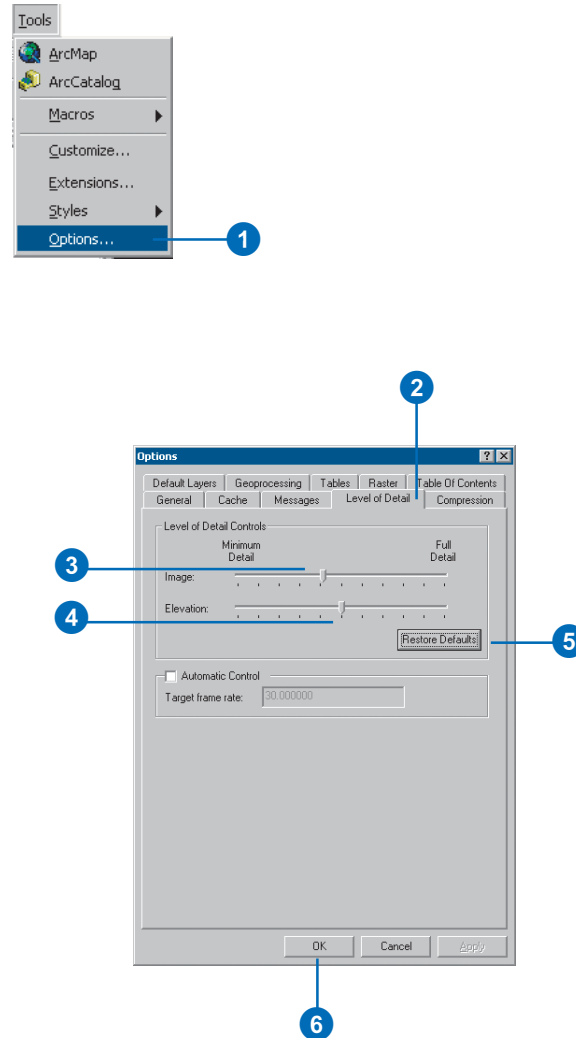 Tools
ArcMap
ArcCatalog
Macros
Customize...
Extensions...
Styles
Options...
1
2
Options
Default Layers Geoprocessing Tables Raster Table Of Contents
General Cache Messages Level of Detail Compression
Level of Detail Controls
Minimum Detail Full Detail
3
Image:
4
Elevation:
Restore Defaults
5
Automatic Control
Target frame rate: 30.000000
OK Cancel Apply
6